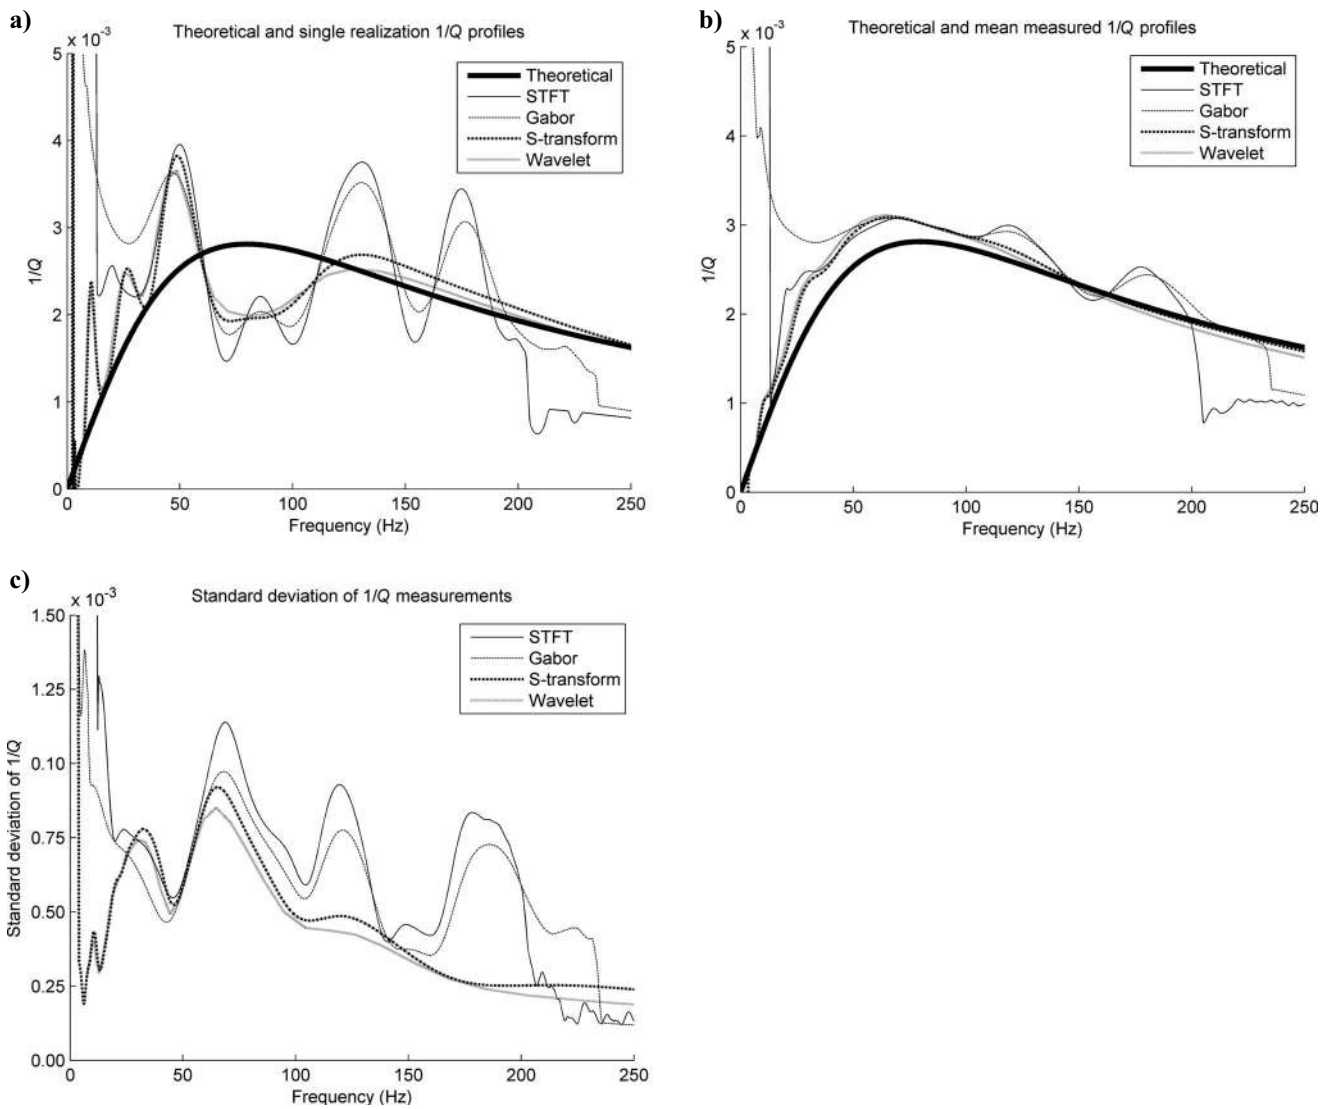 a)
x 10⁻³
Theoretical and single realization 1/Q profiles
5
4
3
2
1
0
1/Q
Theoretical
STFT
Gabor
S-transform
Wavelet
0 50 100 150 200 250
Frequency (Hz)
b)
x 10⁻³
Theoretical and mean measured 1/Q profiles
5
4
3
2
1
0
1/Q
Theoretical
STFT
Gabor
S-transform
Wavelet
0 50 100 150 200 250
Frequency (Hz)
c)
x 10⁻³
Standard deviation of 1/Q measurements
1.50
1.25
0.10
0.75
0.50
0.25
0.00
Standard deviation of 1/Q
STFT
Gabor
S-transform
Wavelet
0 50 100 150 200 250
Frequency (Hz)